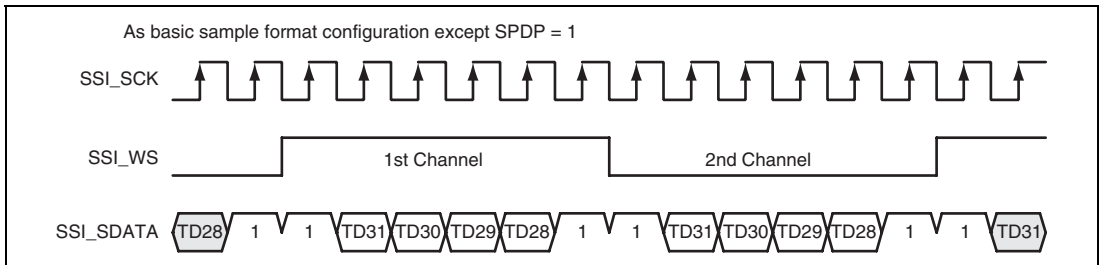 As basic sample format configuration except SPDP = 1
SSI_SCK
SSI_WS 1st Channel 2nd Channel
SSI_SDATA TD28 1 1 TD31 TD30 TD29 TD28 1 1 TD31 TD30 TD29 TD28 1 1 TD31